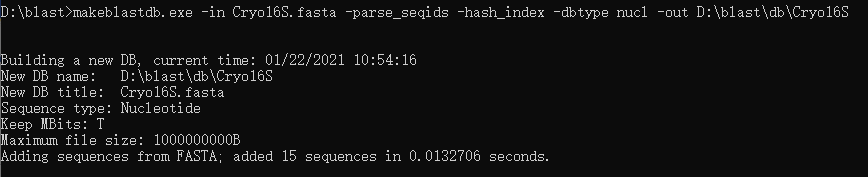 D:\blast>makeblastdb.exe -in Cryo16S.fasta -parse_seqids -hash_index -dbtype nucl -out D:\blast\db\Cryo16S
Building a new DB, current time: 01/22/2021 10:54:16
New DB name:   D:\blast\db\Cryo16S
New DB title:  Cryo16S.fasta
Sequence type: Nucleotide
Keep MBits: T
Maximum file size: 1000000000B
Adding sequences from FASTA; added 15 sequences in 0.0132706 seconds.